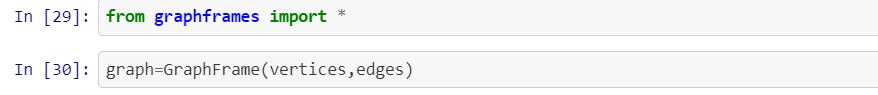 In [29]: from graphframes import *
In [30]: graph=GraphFrame(vertices,edges)